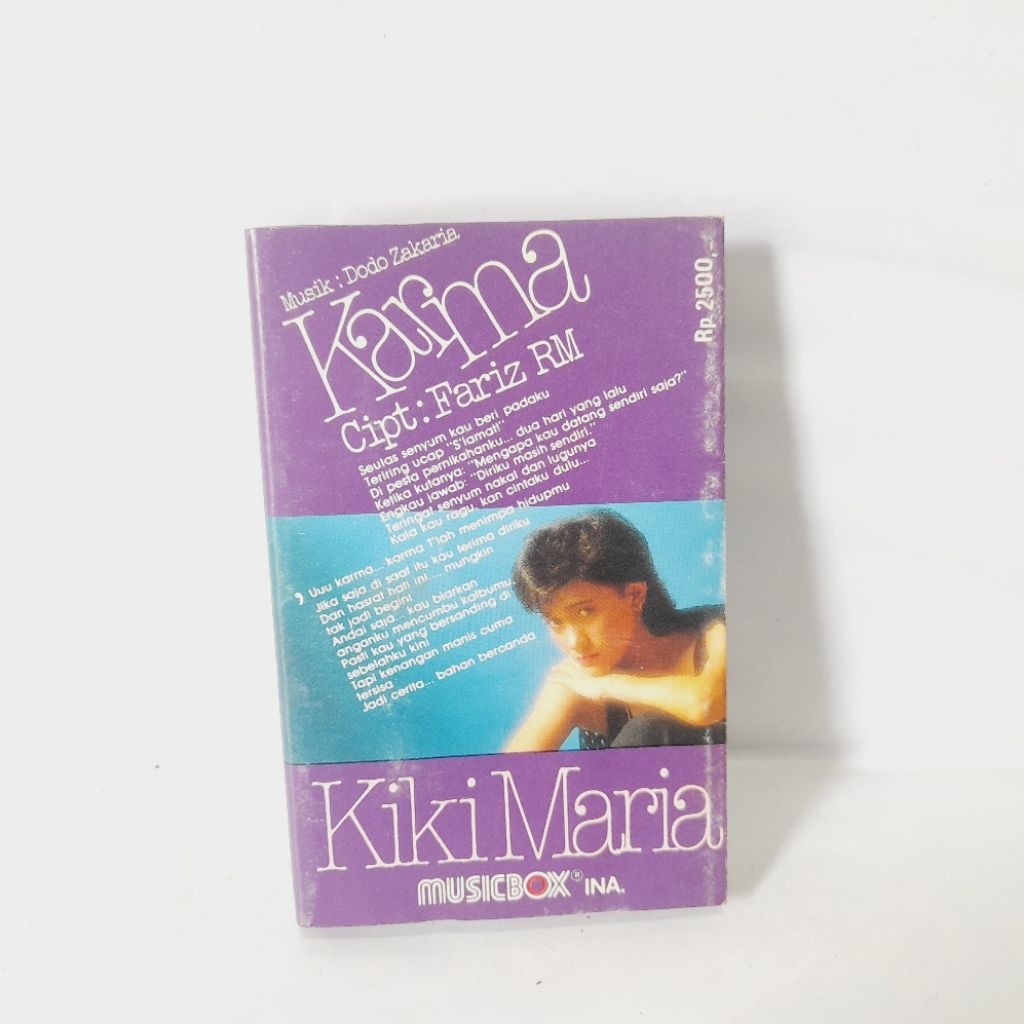 Musik : Dodo Zakaria
Karma
Cipt : Fariz RM
Rp. 2500,-
Seulas senyum kau beri padaku
Teriring ucap "S'lamat!"
Di pesta pernikahanku... dua hari yang lalu
Ketika kutanya: "Mengapa kau datang sendiri saja?"
Engkau jawab: "Diriku masih sendiri."
Teringat senyum nakal dan lugunya
Kala kau ragu, kan cintaku dulu...
, Uuu karma... karma T'lah menimpa hidupmu
Jika saja di saat itu kau terima diriku
Dan hasrat hati ini.... mungkin
tak jadi begini
Andai saja... kau biarkan
anganku mencumbu kalbumu
Pasti kau yang bersanding di
sebelahku kini
Tapi kenangan manis cuma
tersisa
Jadi cerita... bahan bercanda
Kiki Maria
MUSICBOX® INA.